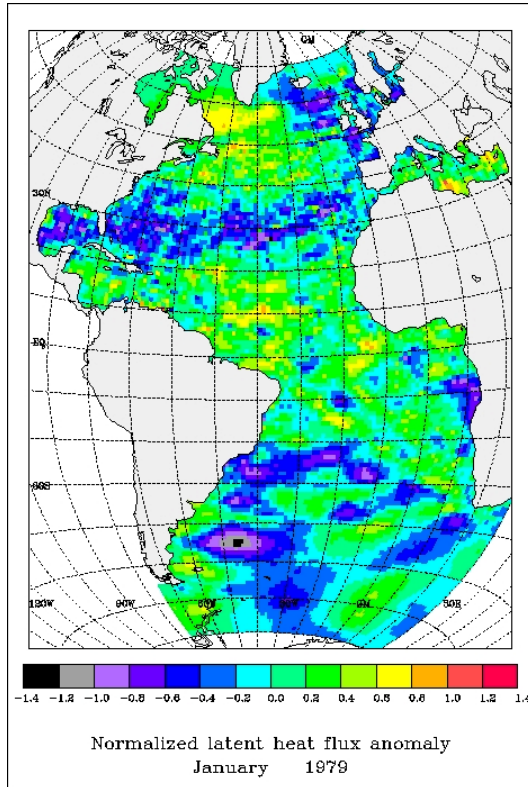 0M
30N
EQ
30S
120W 90W 60W 30W 0M 30E
-1.4 -1.2 -1.0 -0.8 -0.6 -0.4 -0.2 0.0 0.2 0.4 0.6 0.8 1.0 1.2 1.4
Normalized latent heat flux anomaly
January 1979